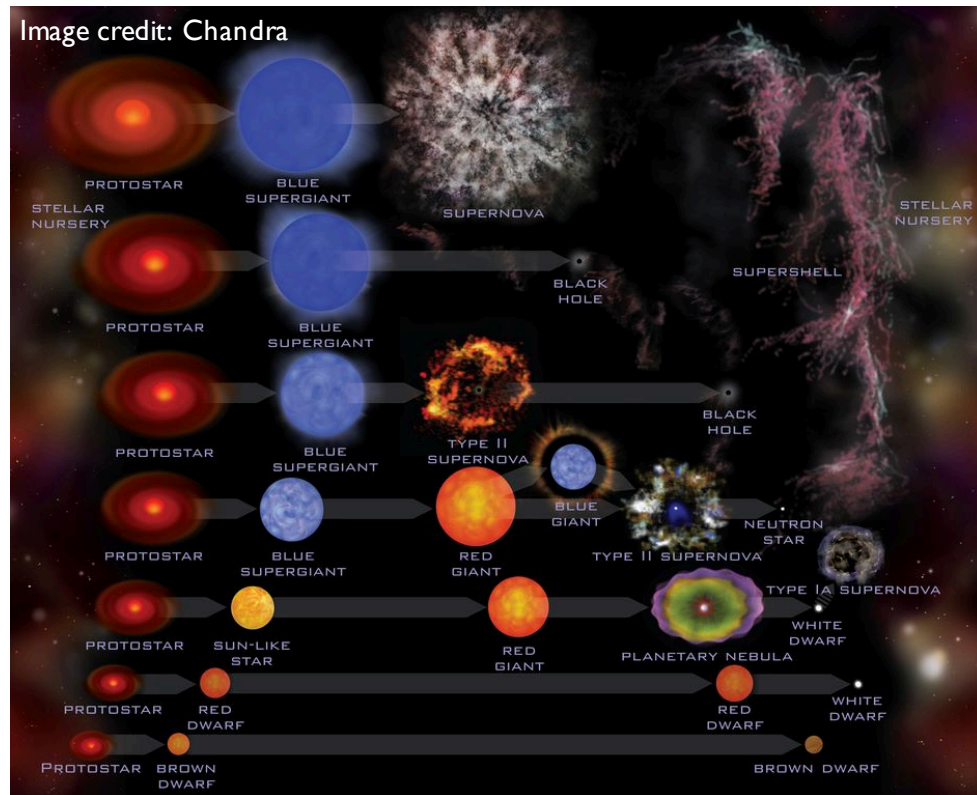 Image credit: Chandra
PROTOSTAR
BLUE
SUPERGIANT
SUPERNOVA
STELLAR
NURSERY
STELLAR
NURSERY
PROTOSTAR
BLUE
SUPERGIANT
BLACK
HOLE
SUPERSHELL
PROTOSTAR
BLUE
SUPERGIANT
TYPE II
SUPERNOVA
BLACK
HOLE
PROTOSTAR
BLUE
SUPERGIANT
RED
GIANT
BLUE
GIANT
TYPE II SUPERNOVA
NEUTRON
STAR
PROTOSTAR
SUN-LIKE
STAR
RED
GIANT
PLANETARY NEBULA
TYPE IA SUPERNOVA
WHITE
DWARF
PROTOSTAR
RED
DWARF
RED
DWARF
WHITE
DWARF
PROTOSTAR
BROWN
DWARF
BROWN DWARF